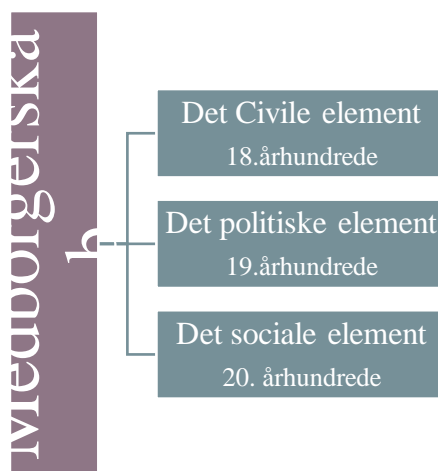 Medborgerska
b
Det Civile element
18.århundrede
Det politiske element
19.århundrede
Det sociale element
20. århundrede